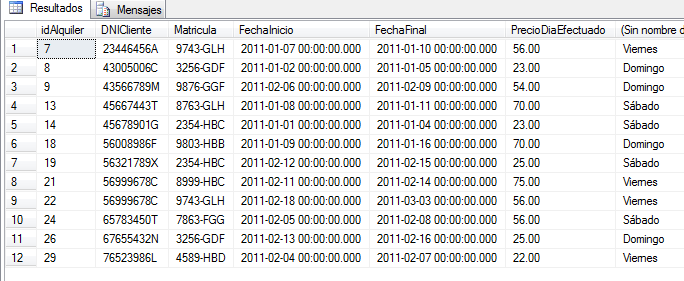 Resultados Mensajes
idAlquiler DNICliente Matricula FechaInicio FechaFinal PrecioDiaEfectuado (Sin nombre d
1 7 23446456A 9743-GLH 2011-01-07 00:00:00.000 2011-01-10 00:00:00.000 56.00 Viernes
2 8 43005006C 3256-GDF 2011-01-02 00:00:00.000 2011-01-05 00:00:00.000 23.00 Domingo
3 9 43566789M 9876-GGF 2011-02-06 00:00:00.000 2011-02-09 00:00:00.000 54.00 Domingo
4 13 45667443T 8763-GLH 2011-01-08 00:00:00.000 2011-01-11 00:00:00.000 70.00 Sábado
5 14 45678901G 2354-HBC 2011-01-01 00:00:00.000 2011-01-04 00:00:00.000 23.00 Sábado
6 18 56008986F 9803-HBB 2011-01-09 00:00:00.000 2011-01-16 00:00:00.000 70.00 Domingo
7 19 56321789X 2354-HBC 2011-02-12 00:00:00.000 2011-02-15 00:00:00.000 25.00 Sábado
8 21 56999678C 8999-HBC 2011-02-11 00:00:00.000 2011-02-14 00:00:00.000 75.00 Viernes
9 22 56999678C 9743-GLH 2011-02-18 00:00:00.000 2011-03-03 00:00:00.000 56.00 Viernes
10 24 65783450T 7863-FGG 2011-02-05 00:00:00.000 2011-02-08 00:00:00.000 56.00 Sábado
11 26 67655432N 3256-GDF 2011-02-13 00:00:00.000 2011-02-16 00:00:00.000 25.00 Domingo
12 29 76523986L 4589-HBD 2011-02-04 00:00:00.000 2011-02-07 00:00:00.000 22.00 Viernes